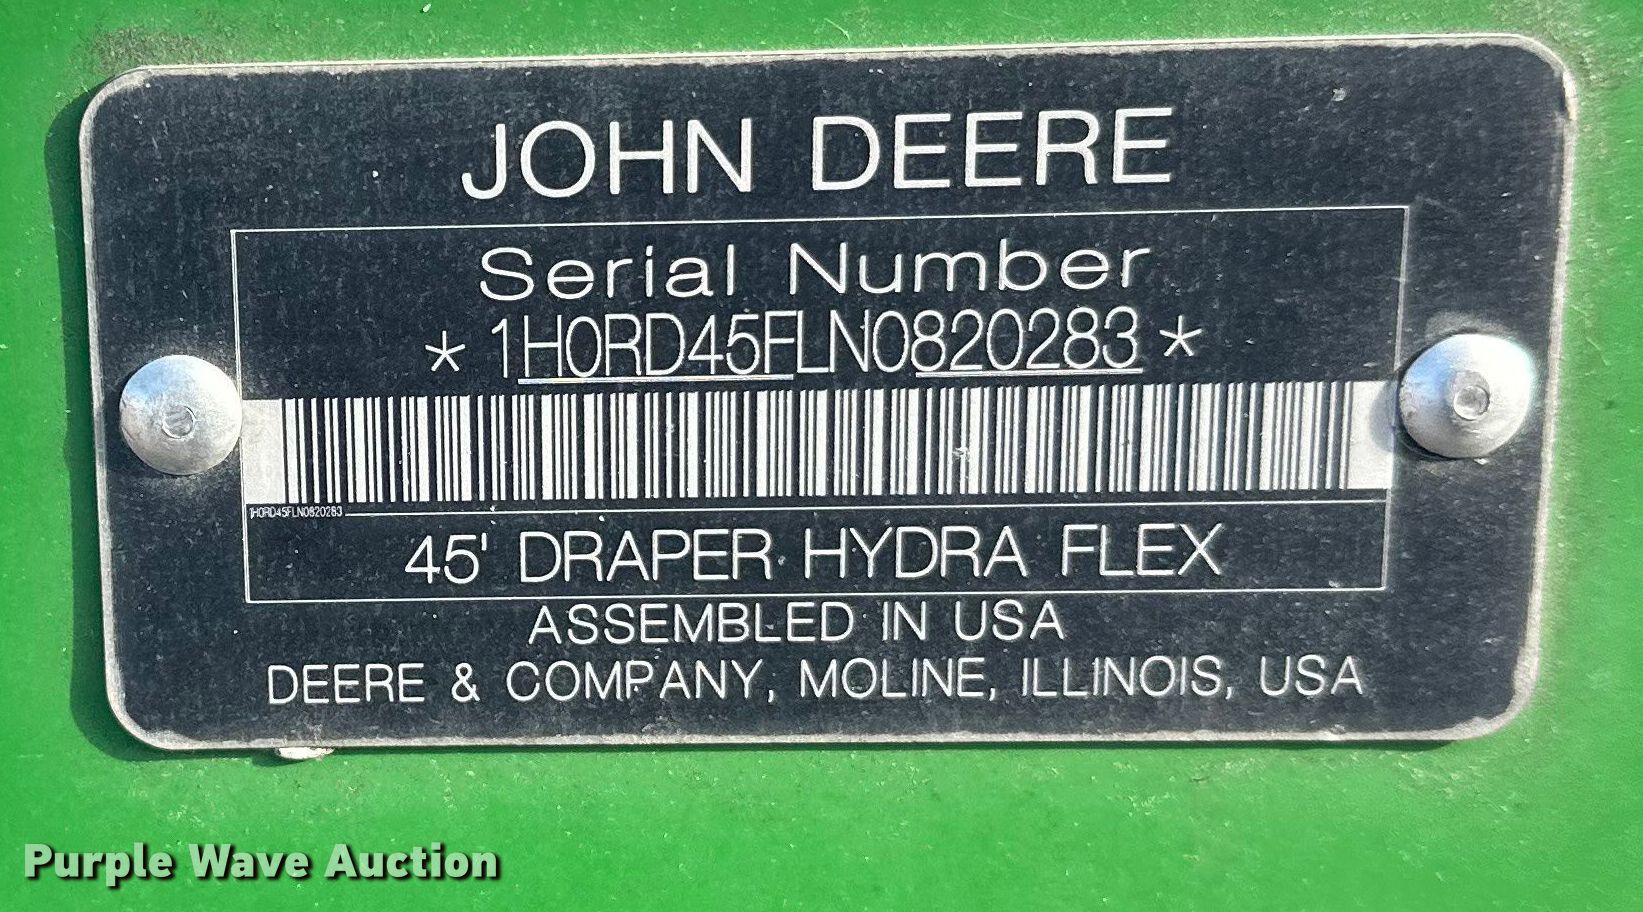 JOHN DEERE
Serial Number
*1H0RD45FLN0820283*
1H0RD45FLN0820283
45' DRAPER HYDRA FLEX
ASSEMBLED IN USA
DEERE & COMPANY, MOLINE, ILLINOIS, USA
Purple Wave Auction